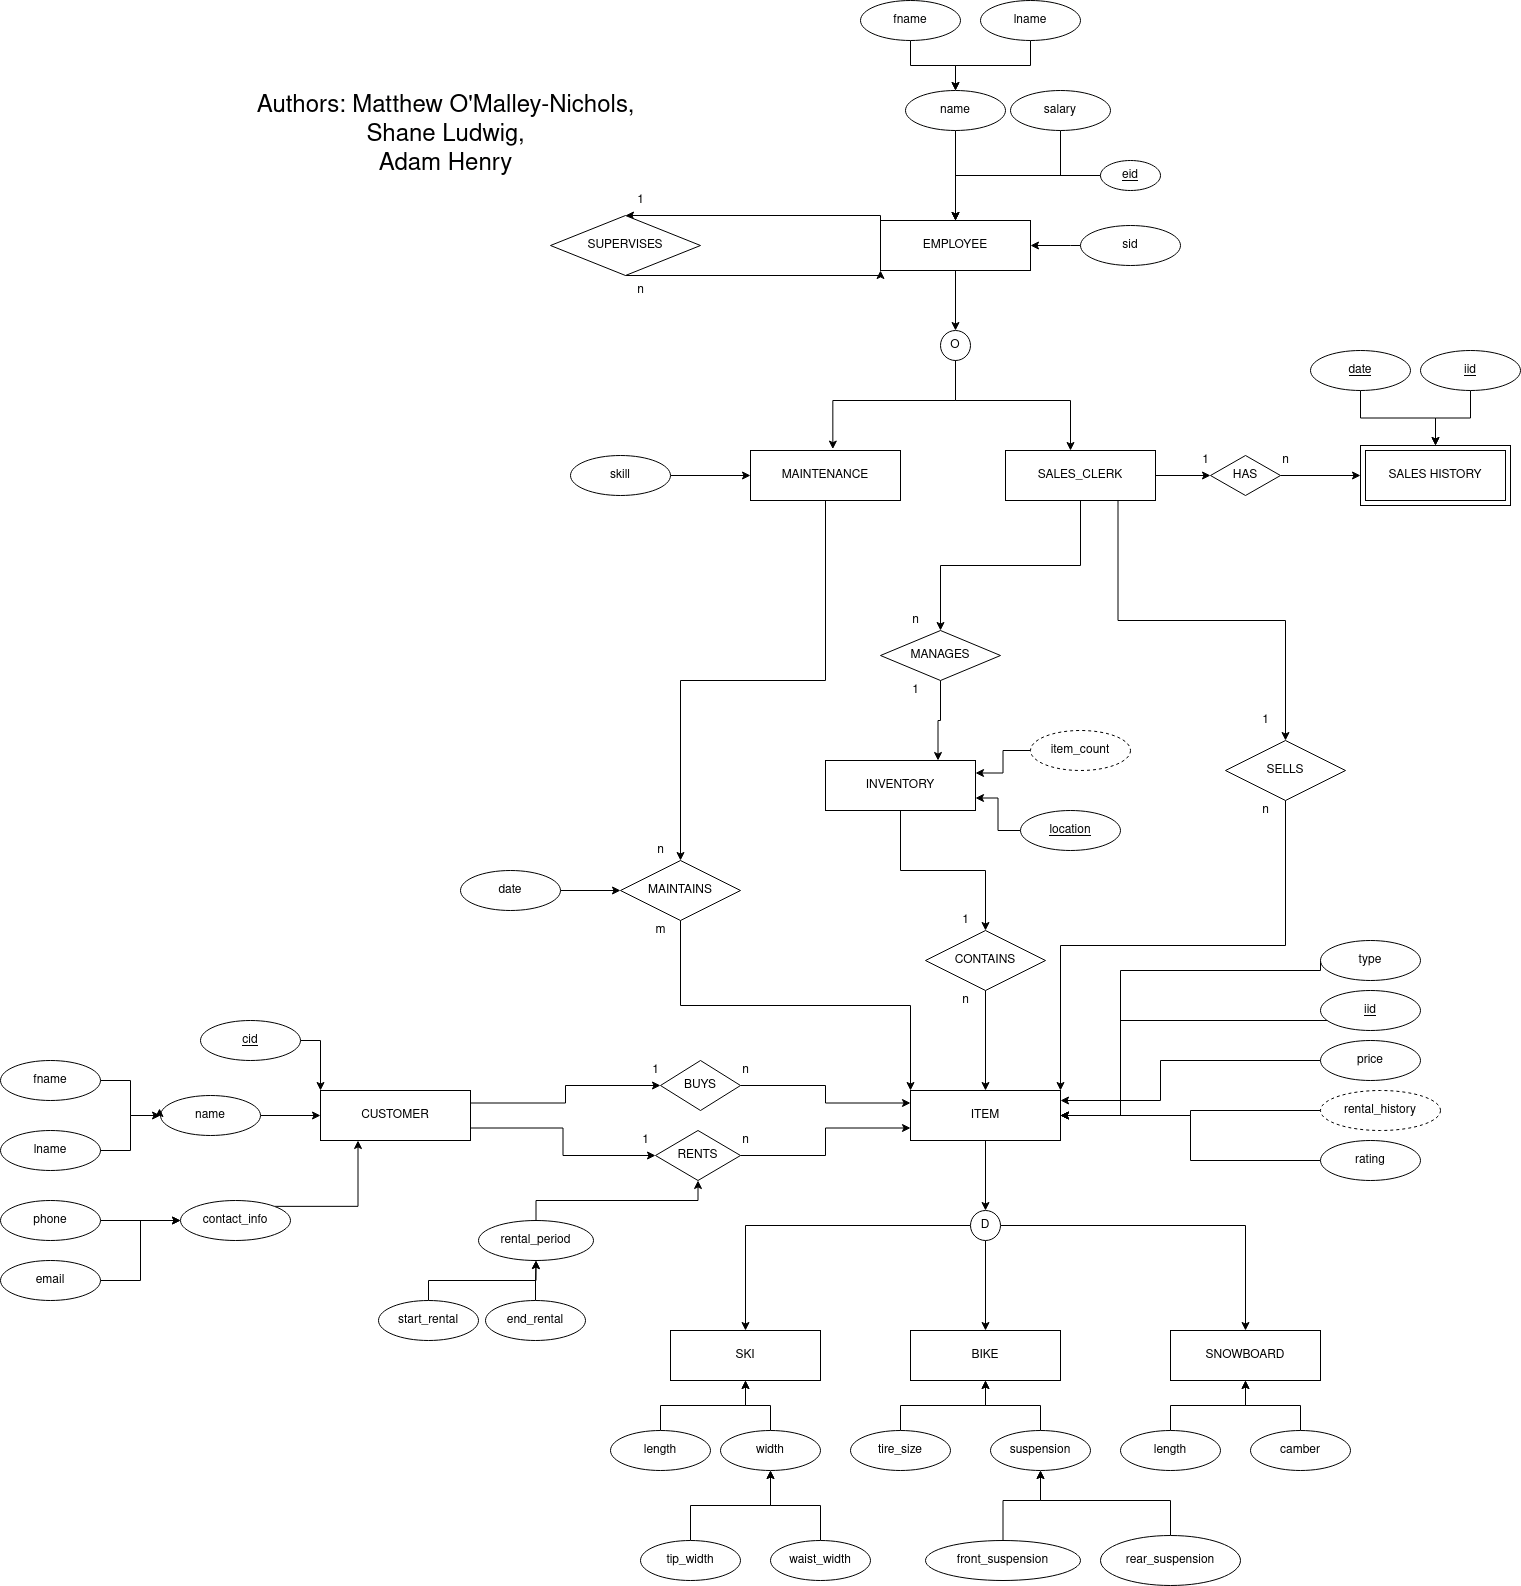 fname
lname
Authors: Matthew O'Malley-Nichols,
Shane Ludwig,
Adam Henry
name
salary
eid
1
SUPERVISES
EMPLOYEE
sid
n
O
date
iid
skill
MAINTENANCE
SALES_CLERK
1
HAS
n
SALES HISTORY
n
MANAGES
1
1
SELLS
n
item_count
INVENTORY
location
n
date
MAINTAINS
m
1
CONTAINS
n
type
iid
price
rental_history
rating
cid
fname
name
lname
CUSTOMER
phone
contact_info
email
1
BUYS
n
1
RENTS
n
ITEM
rental_period
start_rental
end_rental
D
SKI
BIKE
SNOWBOARD
length
width
tire_size
suspension
length
camber
tip_width
waist_width
front_suspension
rear_suspension